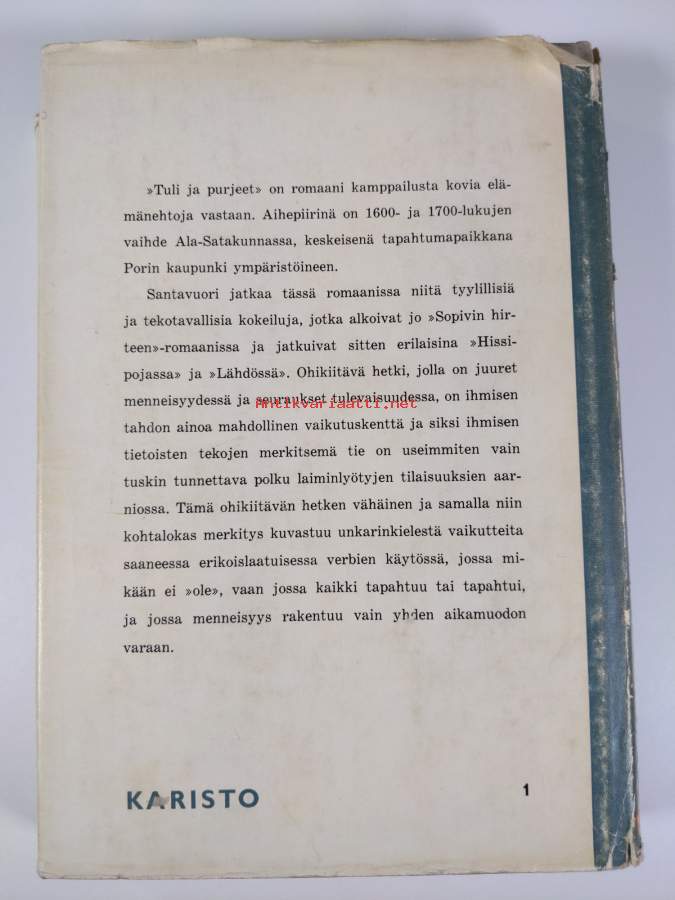 »Tuli ja purjeet» on romaani kamppailusta kovia elä-
mänehtoja vastaan. Aihepiirinä on 1600- ja 1700-lukujen
vaihde Ala-Satakunnassa, keskeisenä tapahtumapaikkana
Porin kaupunki ympäristöineen.
Santavuori jatkaa tässä romaanissa niitä tyylillisiä
ja tekotavallisia kokeiluja, jotka alkoivat jo »Sopivin hir-
teen»-romaanissa ja jatkuivat sitten erilaisina »Hissi-
pojassa» ja »Lähdössä». Ohikiitävä hetki, jolla on juuret
menneisyydessä ja seuraukset tulevaisuudessa, on ihmisen
Antikvariaatti.net
tahdon ainoa mahdollinen vaikutuskenttä ja siksi ihmisen
tietoisten tekojen merkitsemä tie on useimmiten vain
tuskin tunnettava polku laiminlyötyjen tilaisuuksien aar-
niossa. Tämä ohikiitävän hetken vähäinen ja samalla niin
kohtalokas merkitys kuvastuu unkarinkielestä vaikutteita
saaneessa erikoislaatuisessa verbien käytössä, jossa mi-
kään ei »ole», vaan jossa kaikki tapahtuu tai tapahtui,
ja jossa menneisyys rakentuu vain yhden aikamuodon
varaan.
KARISTO
1